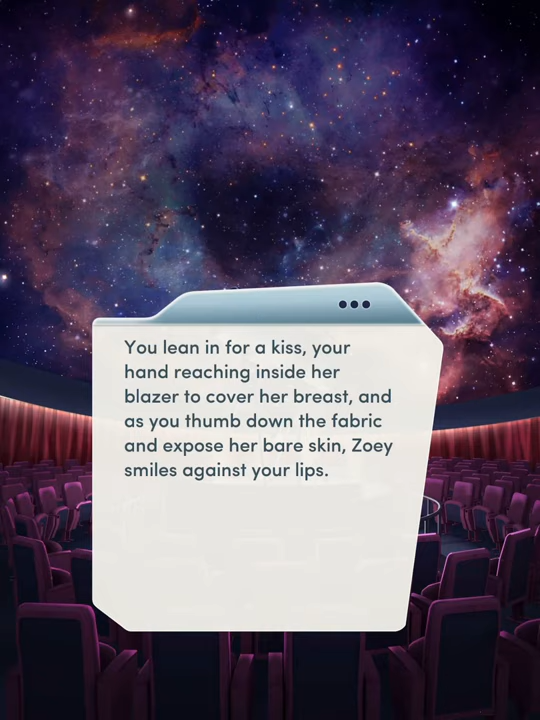 You lean in for a kiss, your
hand reaching inside her
blazer to cover her breast, and
as you thumb down the fabric
and expose her bare skin, Zoey
smiles against your lips.